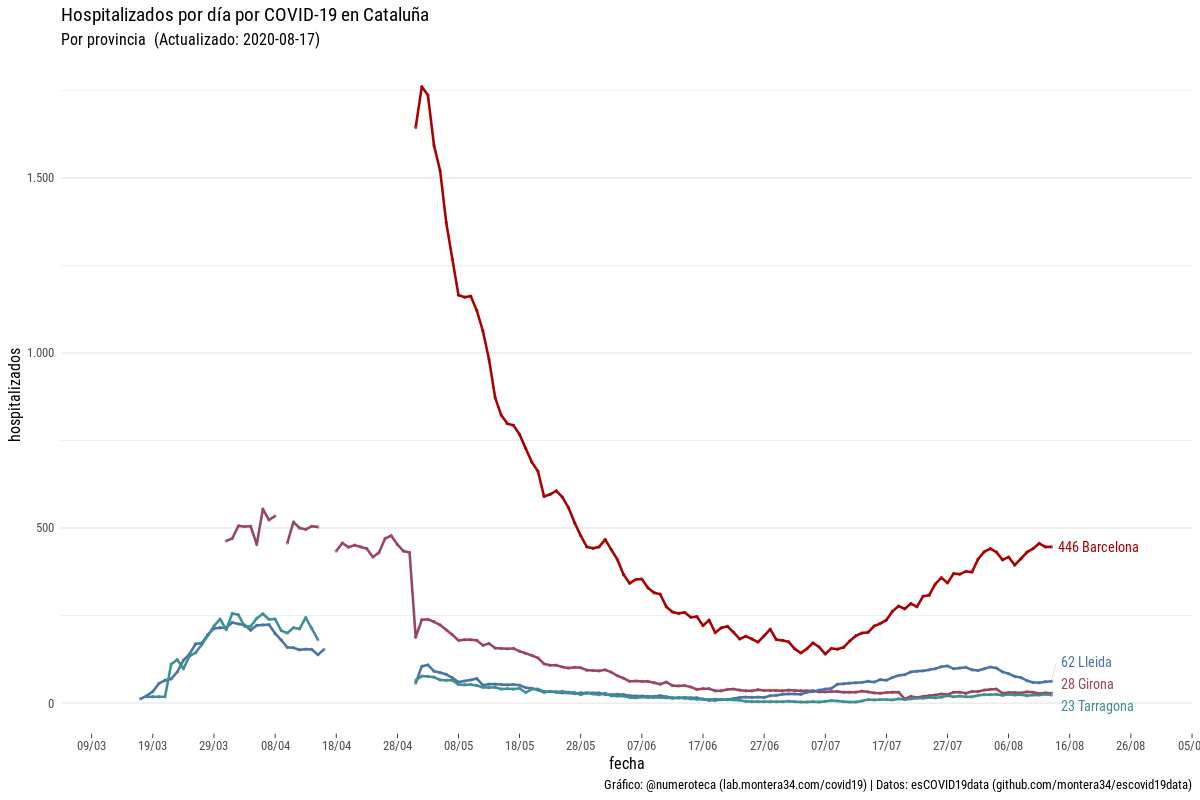 Hospitalizados por día por COVID-19 en Cataluña
Por provincia (Actualizado: 2020-08-17)
hospitalizados
1.500
1.000
500
0
446 Barcelona
62 Lleida
28 Girona
23 Tarragona
09/03 19/03 29/03 08/04 18/04 28/04 08/05 18/05 28/05 07/06 17/06 27/06 07/07 17/07 27/07 06/08 16/08 26/08 05/0
fecha
Gráfico: @numeroteca (lab.montera34.com/covid19) | Datos: esCOVID19data (github.com/montera34/escovid19data)